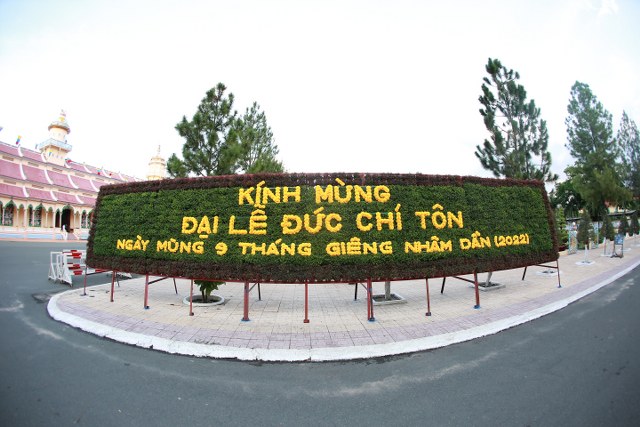 KÍNH MỪNG
ĐẠI LỄ ĐỨC CHÍ TÔN
NGÀY MÙNG 9 THÁNG GIÊNG NHÂM DẦN (2022)